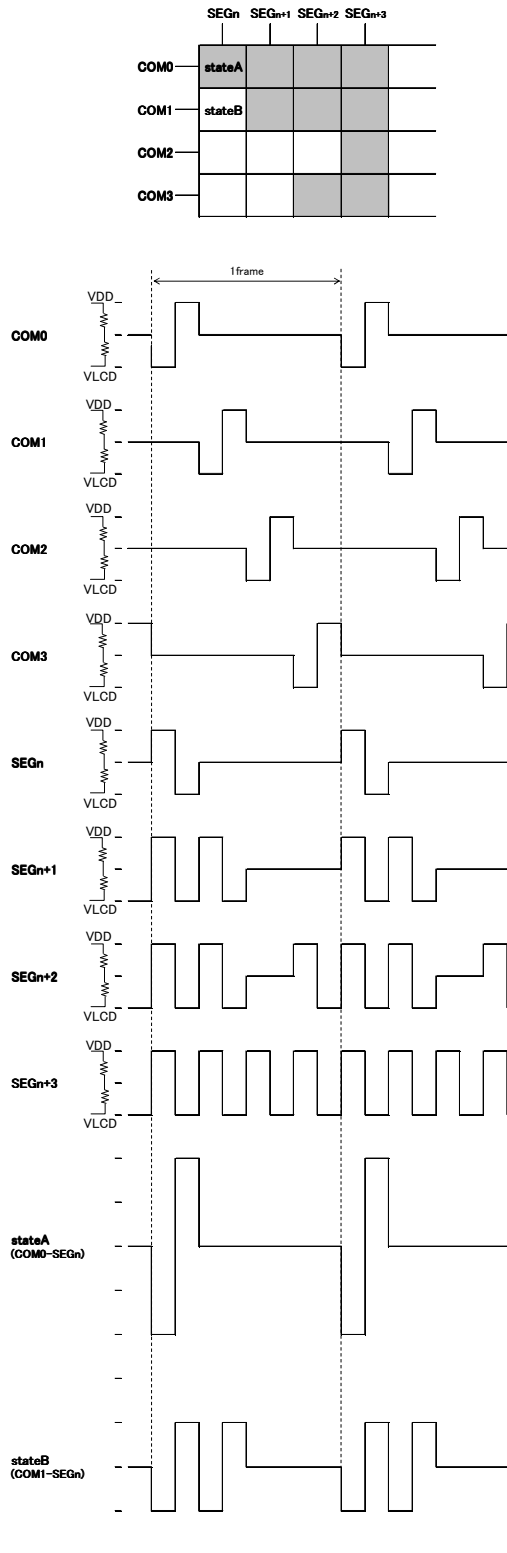 SEGn SEGn+1 SEGn+2 SEGn+3
COM0 stateA
COM1 stateB
COM2
COM3
1frame
VDD
COM0
VLCD
VDD
COM1
VLCD
VDD
COM2
VLCD
VDD
COM3
VLCD
VDD
SEGn
VLCD
VDD
SEGn+1
VLCD
VDD
SEGn+2
VLCD
VDD
SEGn+3
VLCD
stateA
(COM0-SEGn)
stateB
(COM1-SEGn)